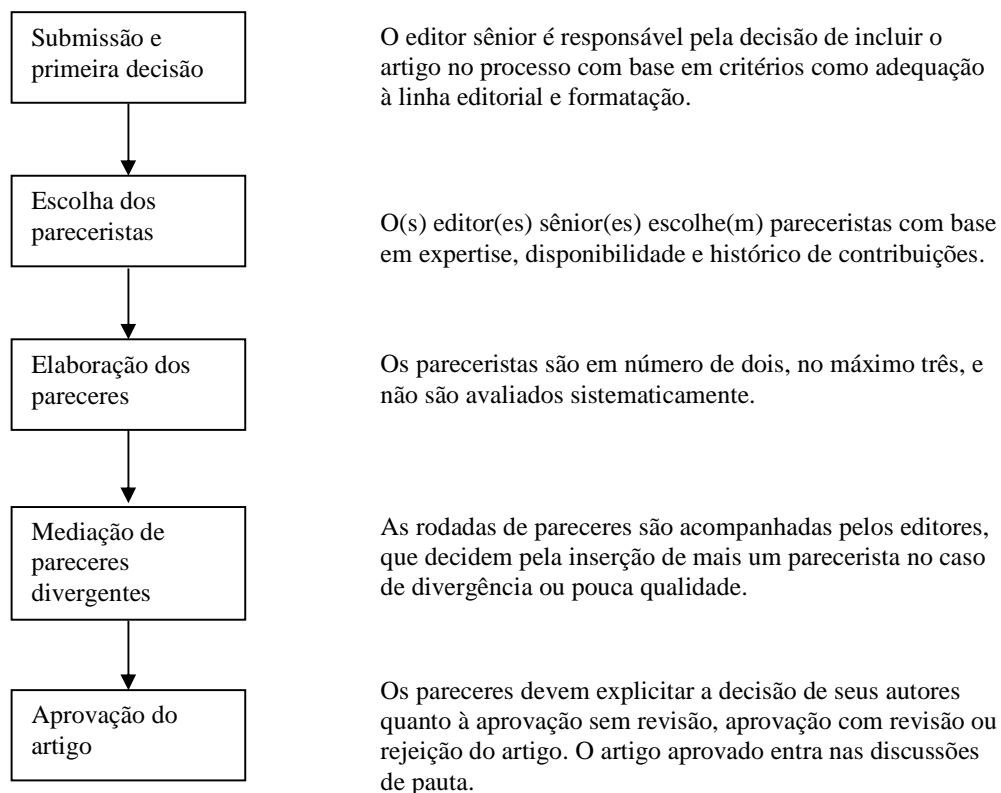 Submissão e
primeira decisão
O editor sênior é responsável pela decisão de incluir o
artigo no processo com base em critérios como adequação
à linha editorial e formatação.
Escolha dos
pareceristas
O(s) editor(es) sênior(es) escolhe(m) pareceristas com base
em expertise, disponibilidade e histórico de contribuições.
Elaboração dos
pareceres
Os pareceristas são em número de dois, no máximo três, e
não são avaliados sistematicamente.
Mediação de
pareceres
divergentes
As rodadas de pareceres são acompanhadas pelos editores,
que decidem pela inserção de mais um parecerista no caso
de divergência ou pouca qualidade.
Aprovação do
artigo
Os pareceres devem explicitar a decisão de seus autores
quanto à aprovação sem revisão, aprovação com revisão ou
rejeição do artigo. O artigo aprovado entra nas discussões
de pauta.